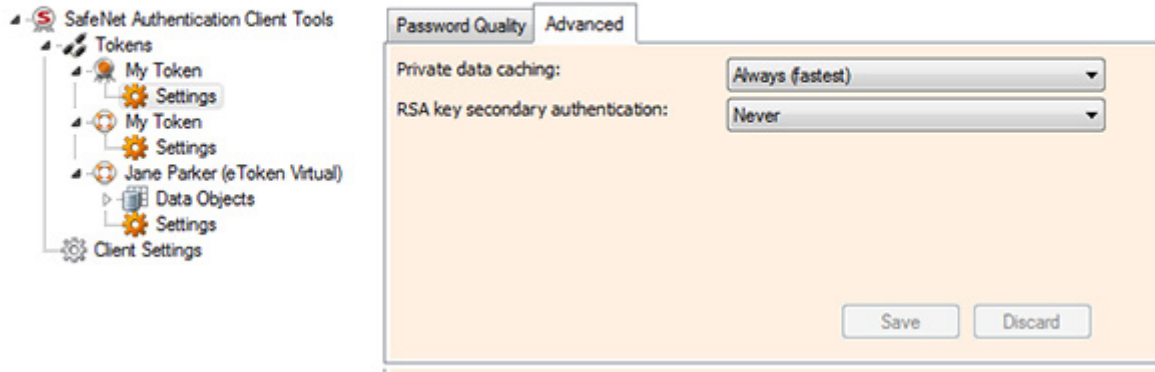 SafeNet Authentication Client Tools
Tokens
My Token
Settings
My Token
Settings
Jane Parker (eToken Virtual)
Data Objects
Settings
Client Settings
Password Quality
Advanced
Private data caching:
Always (fastest)
RSA key secondary authentication:
Never
Save
Discard